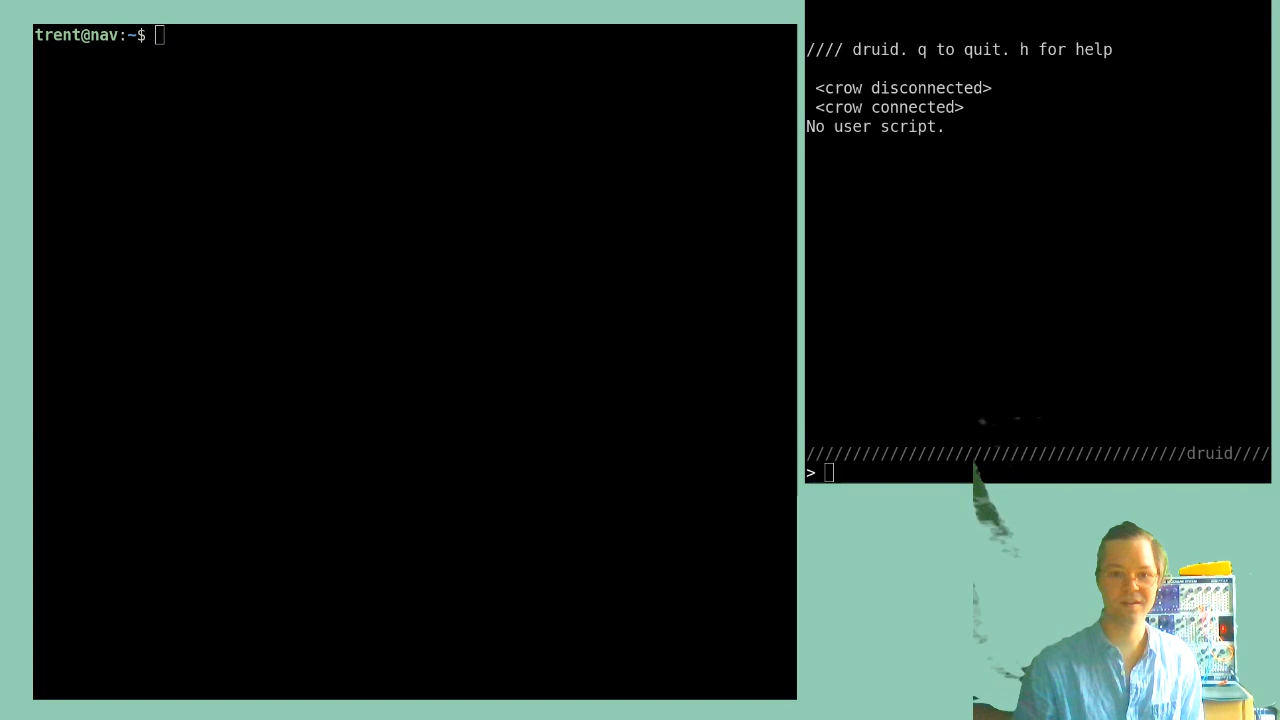 trent@nav:~$
//// druid. q to quit. h for help
<crow disconnected>
<crow connected>
No user script.
/////////////////////////////////////////druid////
>